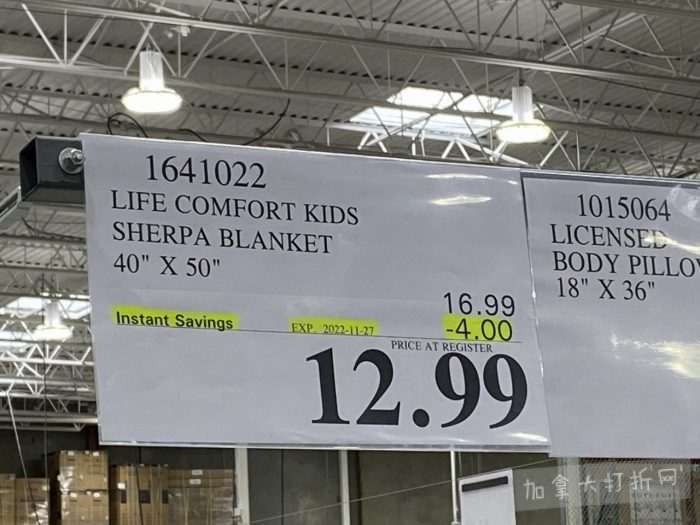 1641022
LIFE COMFORT KIDS
SHERPA BLANKET
40" X 50"
16.99
Instant Savings EXP. 2022-11-27 -4.00
PRICE AT REGISTER
12.99
1015064
LICENSED
BODY PILLO
18" X 36"
加拿大打折网